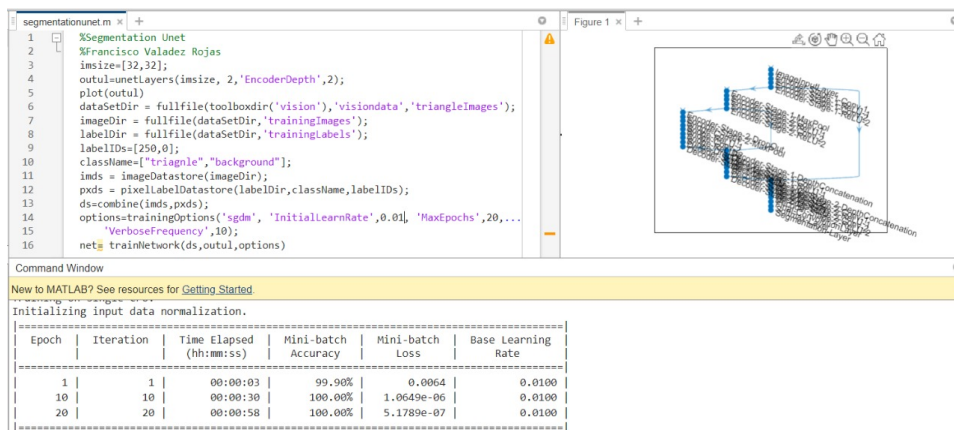 segmentationunet.m × +
1 %Segmentation Unet
2 %Francisco Valadez Rojas
3 imsize=[32,32];
4 outul=unetLayers(imsize, 2,'EncoderDepth',2);
5 plot(outul)
6 dataSetDir = fullfile(toolboxdir('vision'),'visiondata','triangleImages');
7 imageDir = fullfile(dataSetDir,'trainingImages');
8 labelDir = fullfile(dataSetDir,'trainingLabels');
9 labelIDs=[250,0];
10 className=["triagnle","background"];
11 imds = imageDatastore(imageDir);
12 pxds = pixelLabelDatastore(labelDir,className,labelIDs);
13 ds=combine(imds,pxds);
14 options=trainingOptions('sgdm', 'InitialLearnRate',0.01, 'MaxEpochs',20,...
15 'VerboseFrequency',10);
16 net= trainNetwork(ds,outul,options)
Figure 1 × +
DepthConcatenation
DepthConcatenation
Segmentation-Layer
Command Window
New to MATLAB? See resources for Getting Started.
Initializing input data normalization.
|Epoch | Iteration | Time Elapsed | Mini-batch | Mini-batch | Base Learning |
| | | (hh:mm:ss) | Accuracy | Loss | Rate |
| 1 | 1 | 00:00:03 | 99.90% | 0.0064 | 0.0100 |
| 10 | 10 | 00:00:30 | 100.00% | 1.0649e-06 | 0.0100 |
| 20 | 20 | 00:00:58 | 100.00% | 5.1789e-07 | 0.0100 |